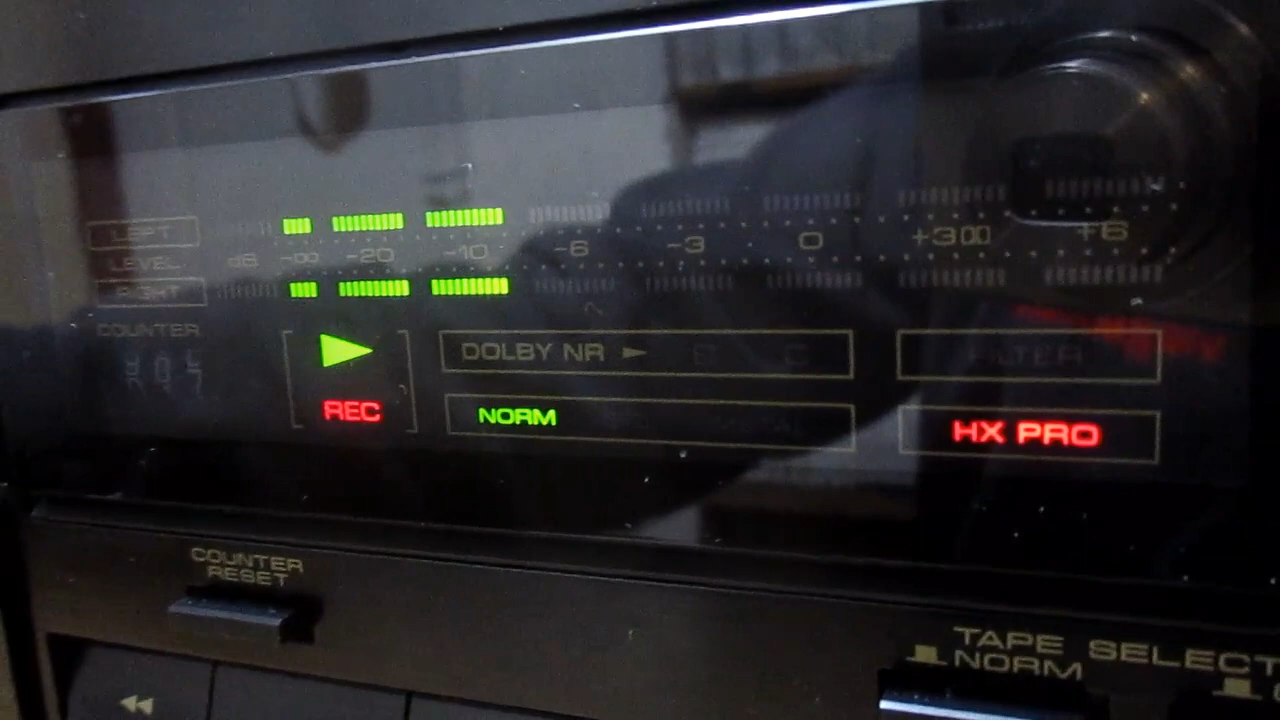 LEFT
LEVEL dB -∞ -20 -10 -6 -3 0 +3 +6
RIGHT
COUNTER
DOLBY NR B C
FILTER
REC
NORM
HX PRO
COUNTER
RESET
TAPE SELECT
NORM